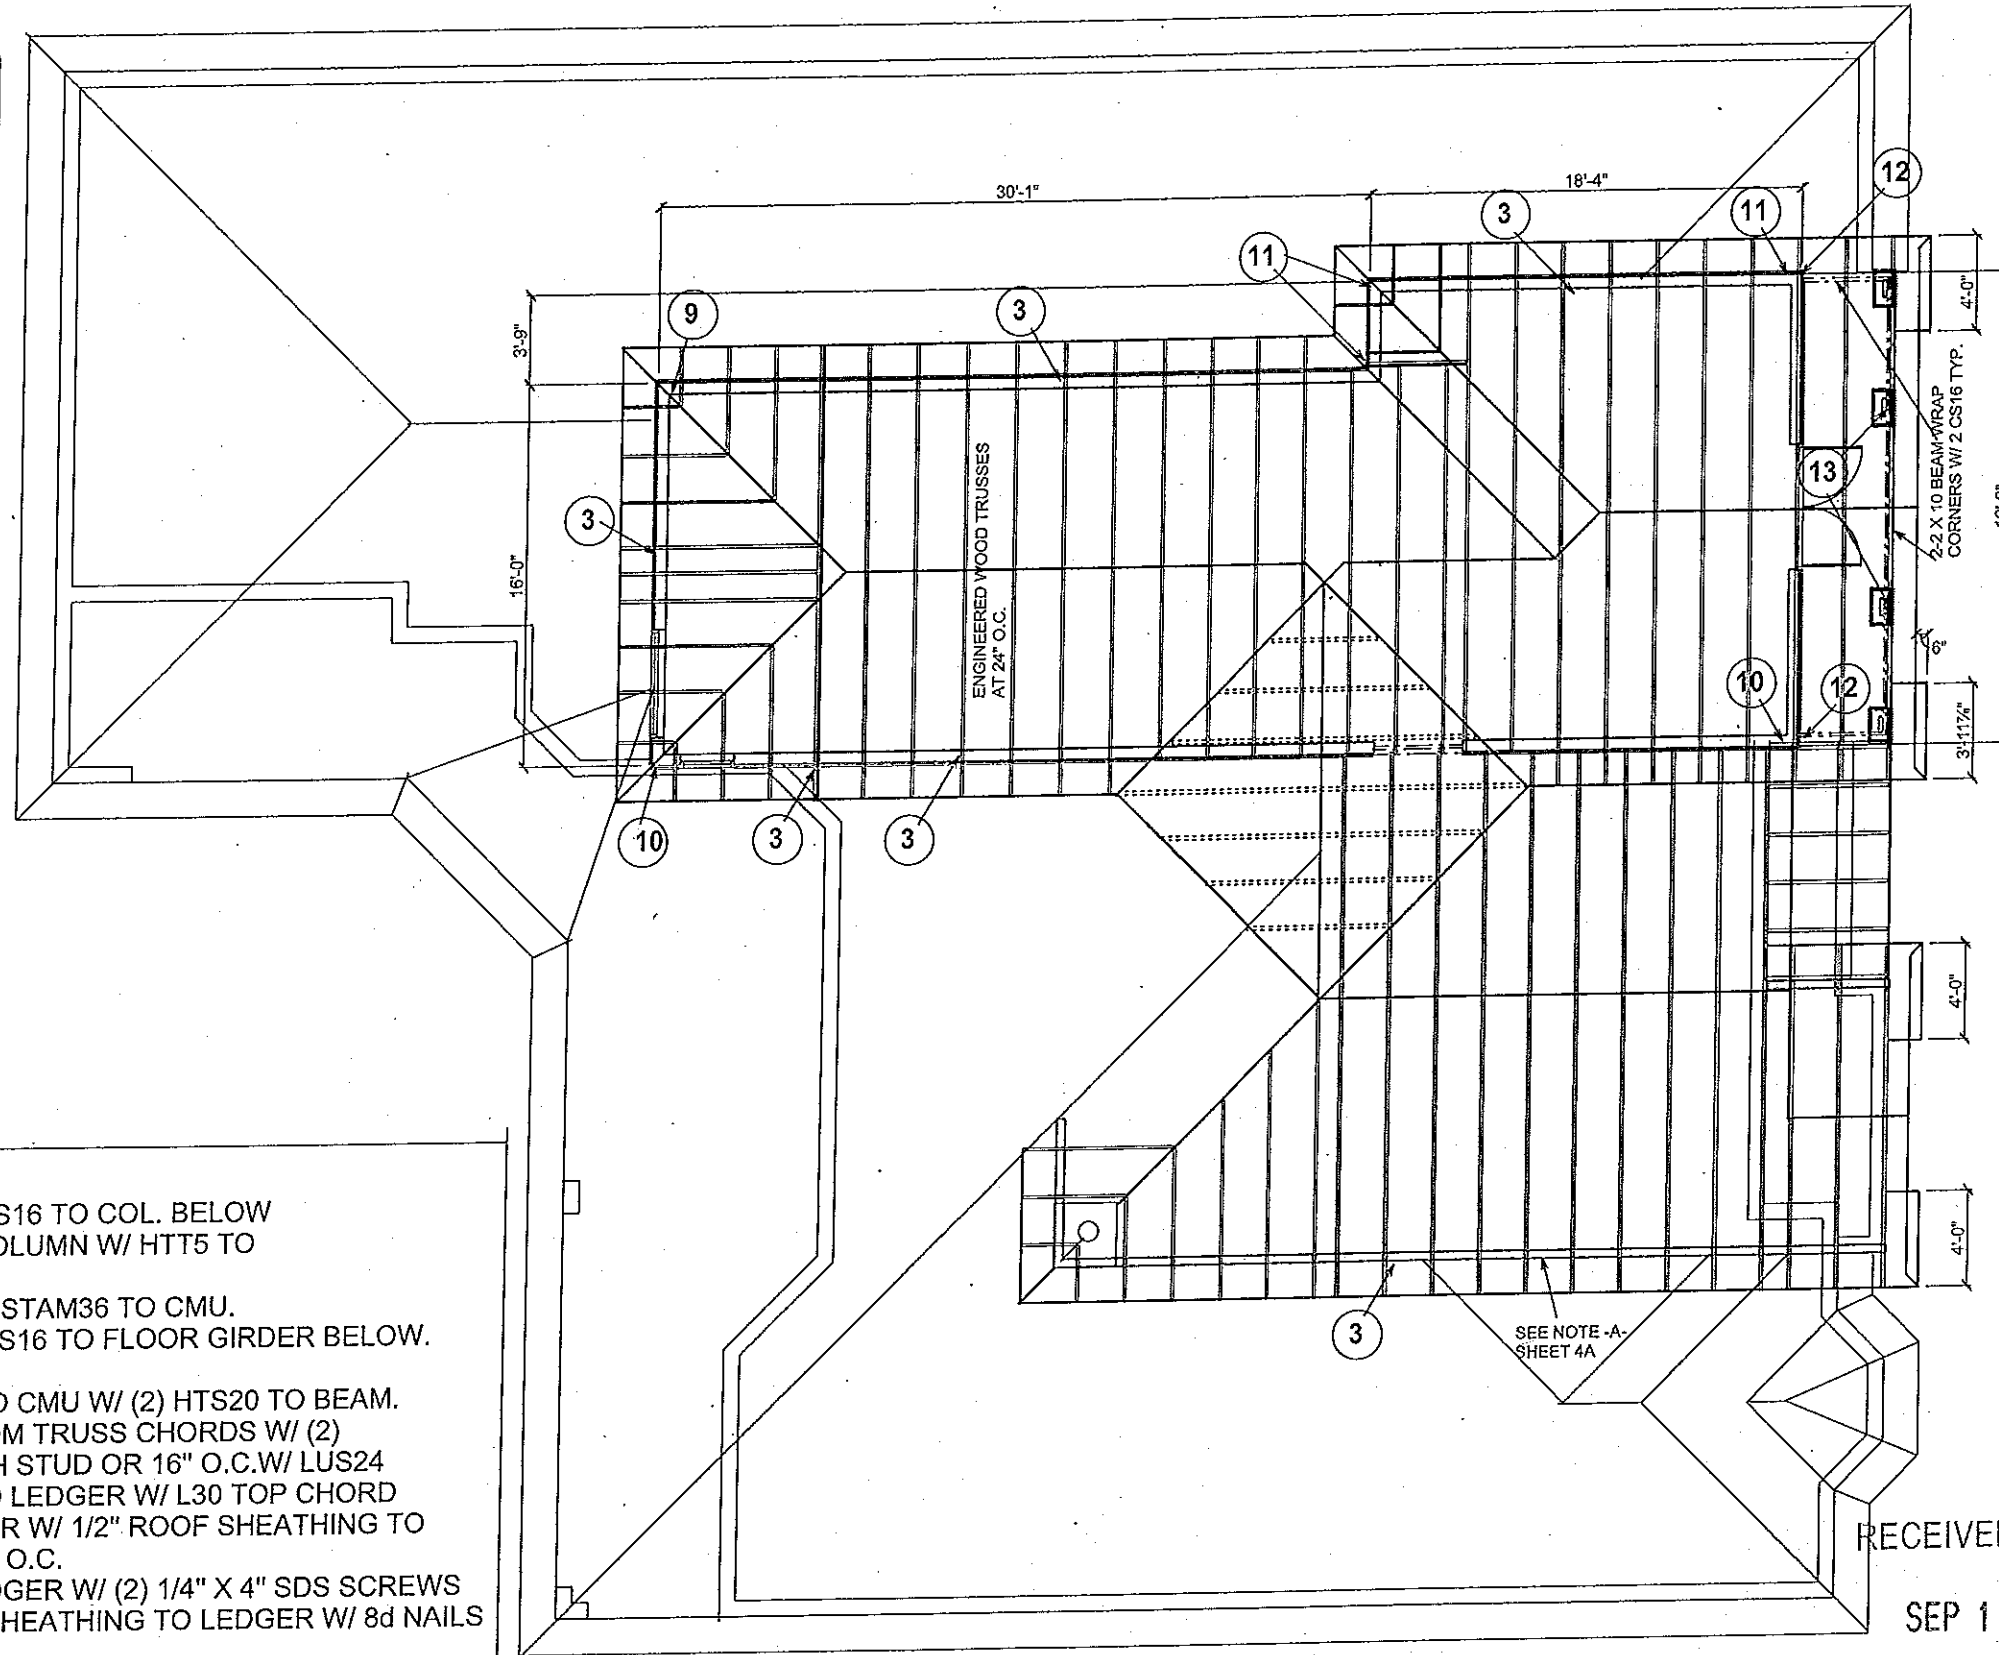 30'-1"
18'-4"
12
3
11
11
4'-0"
3'-9"
9
3
2-2 X 10 BEAM WRAP
CORNERS W/ 2 CS16 TYP.
ENGINEERED WOOD TRUSSES
AT 24" O.C.
13
3
16'-0"
6"
10
12
3'-11⅞"
10
3
3
4'-0"
4'-0"
3
SEE NOTE -A-
SHEET 4A
S16 TO COL. BELOW
OLUMN W/ HTT5 TO
STAM36 TO CMU.
S16 TO FLOOR GIRDER BELOW.
O CMU W/ (2) HTS20 TO BEAM.
OM TRUSS CHORDS W/ (2)
H STUD OR 16" O.C.W/ LUS24
LEDGER W/ L30 TOP CHORD
R W/ 1/2" ROOF SHEATHING TO
O.C.
DGER W/ (2) 1/4" X 4" SDS SCREWS
HEATHING TO LEDGER W/ 8d NAILS
RECEIVE
SEP 1